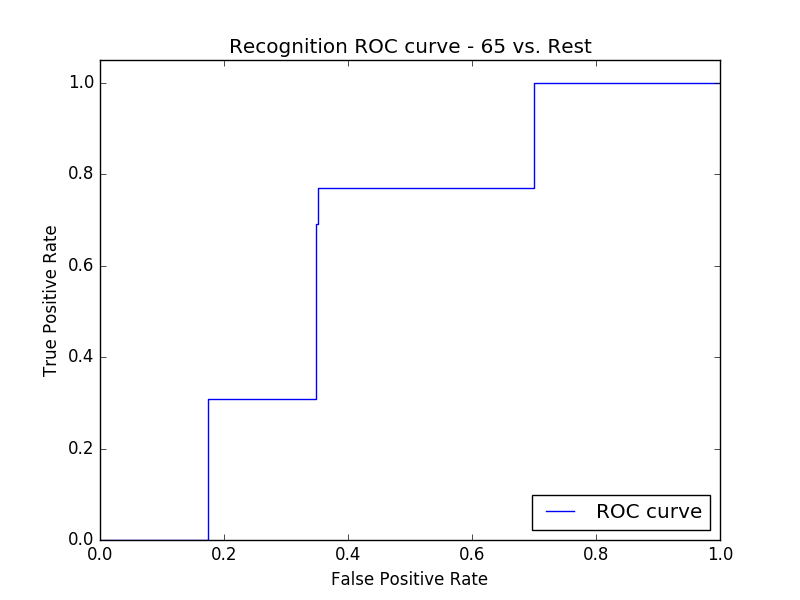 Recognition ROC curve - 65 vs. Rest
1.0
0.8
0.6
0.4
0.2
0.0
True Positive Rate
0.0 0.2 0.4 0.6 0.8 1.0
False Positive Rate
ROC curve